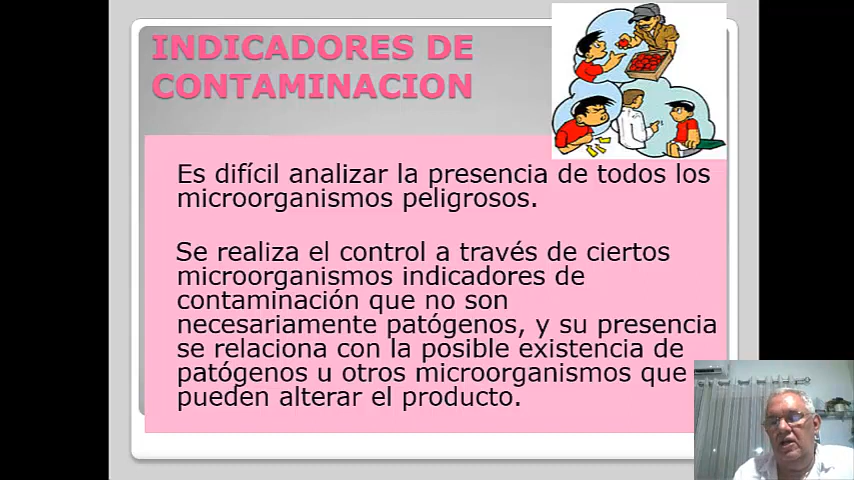 INDICADORES DE
CONTAMINACION
Es difícil analizar la presencia de todos los
microorganismos peligrosos.
Se realiza el control a través de ciertos
microorganismos indicadores de
contaminación que no son
necesariamente patógenos, y su presencia
se relaciona con la posible existencia de
patógenos u otros microorganismos que
pueden alterar el producto.